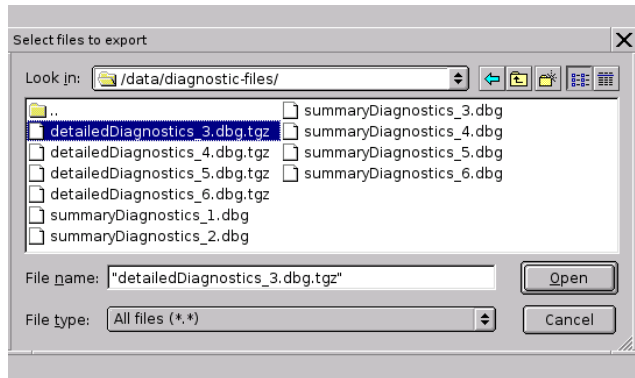 Select files to export
Look in: /data/diagnostic-files/
..
detailedDiagnostics_3.dbg.tgz
detailedDiagnostics_4.dbg.tgz
detailedDiagnostics_5.dbg.tgz
detailedDiagnostics_6.dbg.tgz
summaryDiagnostics_1.dbg
summaryDiagnostics_2.dbg
summaryDiagnostics_3.dbg
summaryDiagnostics_4.dbg
summaryDiagnostics_5.dbg
summaryDiagnostics_6.dbg
File name: "detailedDiagnostics_3.dbg.tgz"
Open
File type: All files (*.*)
Cancel